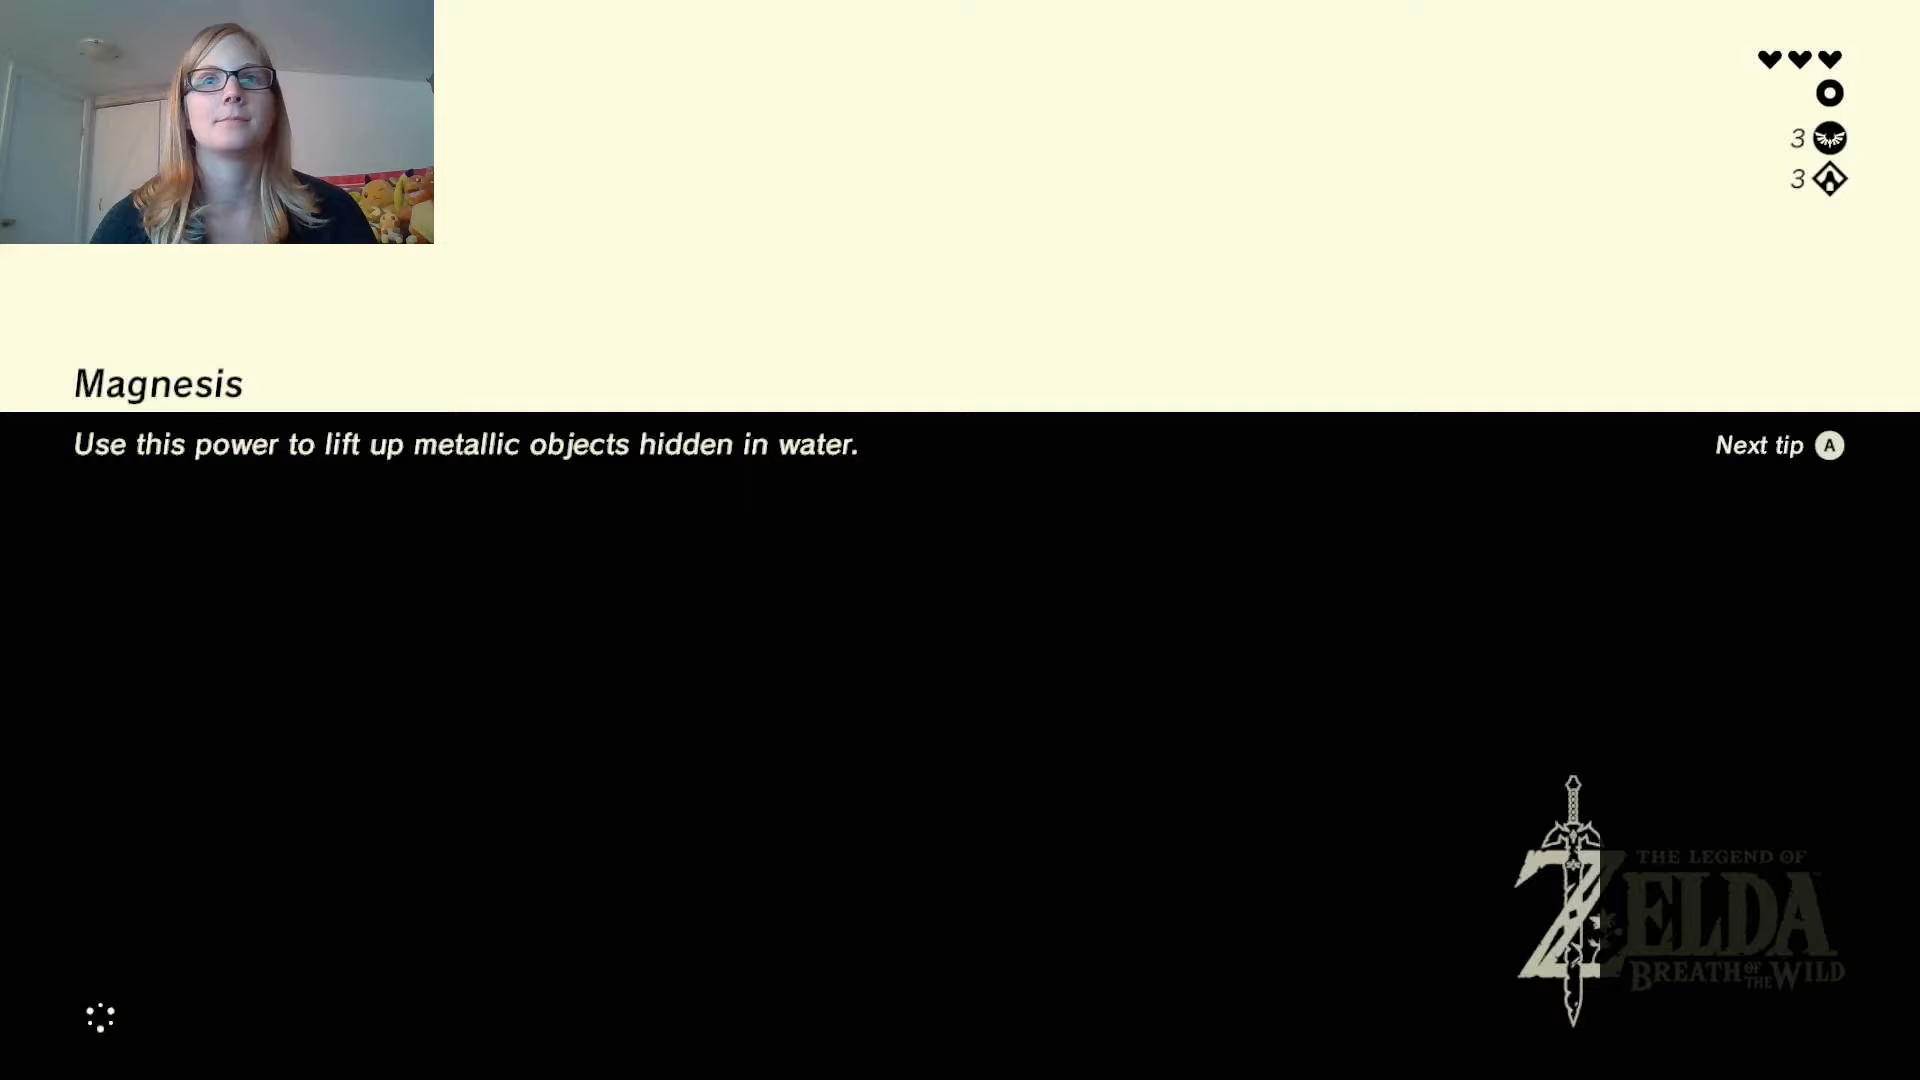 3
3
Magnesis
Use this power to lift up metallic objects hidden in water.
Next tip A
THE LEGEND OF
ZELDA
BREATH OF THE WILD